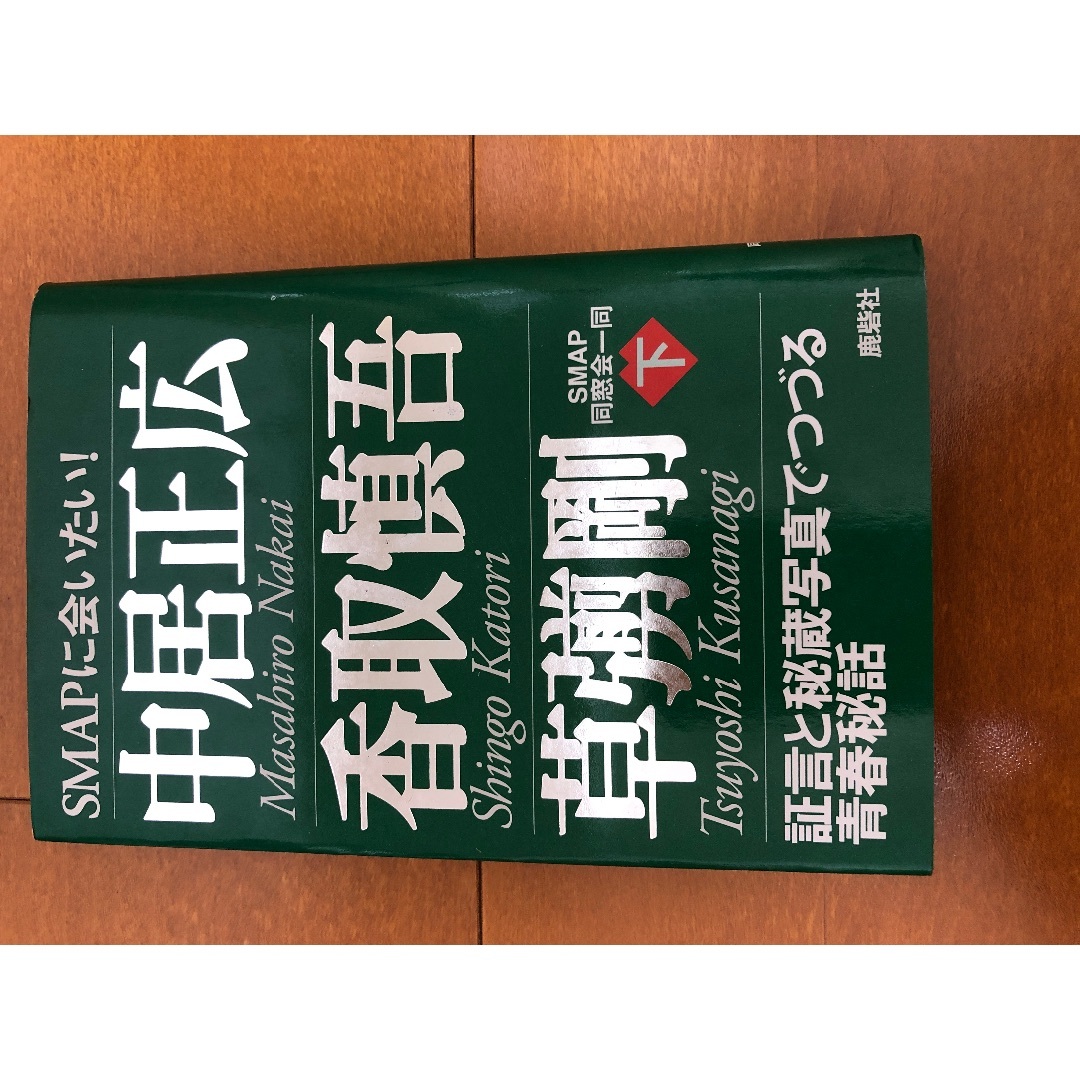 SMAPに会いたい!
中居正広
Masahiro Nakai
香取慎吾
Shingo Katori
草彅剛
Tsuyoshi Kusanagi
SMAP
同窓会一同
下
証言と秘蔵写真でつづる
青春秘話
鹿砦社